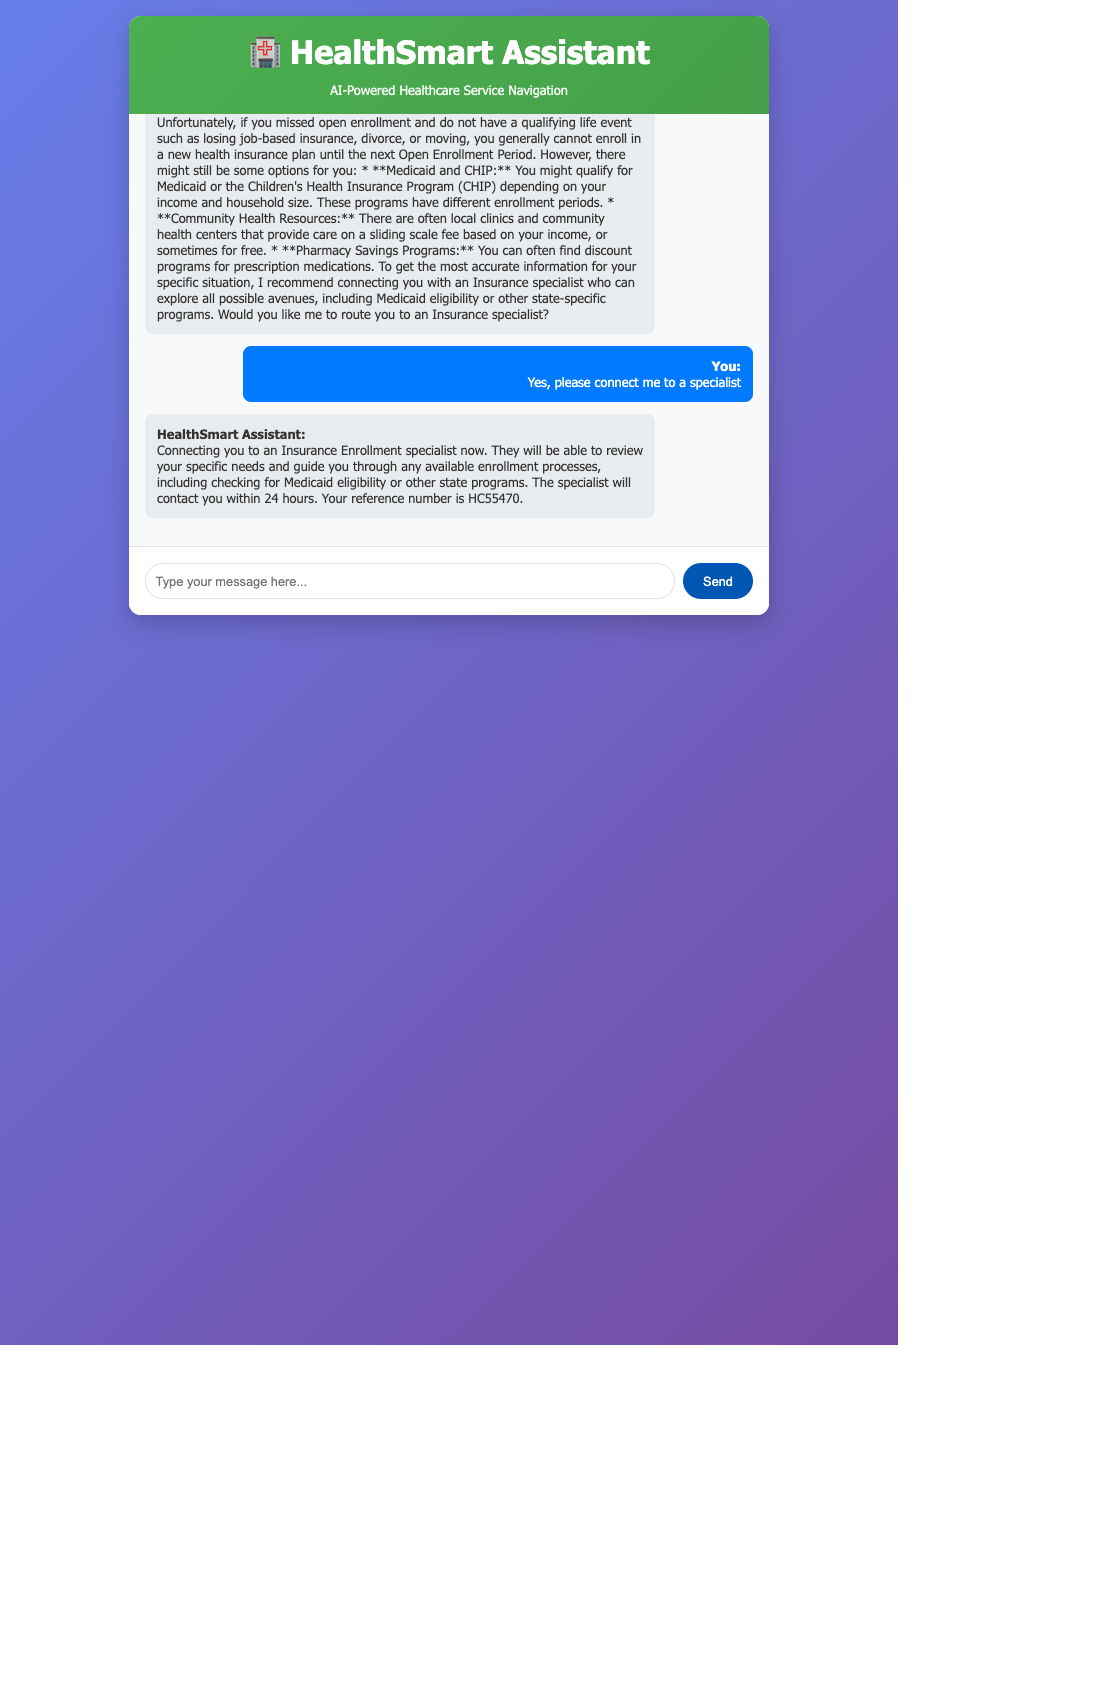 HealthSmart Assistant
AI-Powered Healthcare Service Navigation
Unfortunately, if you missed open enrollment and do not have a qualifying life event
such as losing job-based insurance, divorce, or moving, you generally cannot enroll in
a new health insurance plan until the next Open Enrollment Period. However, there
might still be some options for you: * **Medicaid and CHIP:** You might qualify for
Medicaid or the Children's Health Insurance Program (CHIP) depending on your
income and household size. These programs have different enrollment periods. *
**Community Health Resources:** There are often local clinics and community
health centers that provide care on a sliding scale fee based on your income, or
sometimes for free. * **Pharmacy Savings Programs:** You can often find discount
programs for prescription medications. To get the most accurate information for your
specific situation, I recommend connecting you with an Insurance specialist who can
explore all possible avenues, including Medicaid eligibility or other state-specific
programs. Would you like me to route you to an Insurance specialist?
You:
Yes, please connect me to a specialist
HealthSmart Assistant:
Connecting you to an Insurance Enrollment specialist now. They will be able to review
your specific needs and guide you through any available enrollment processes,
including checking for Medicaid eligibility or other state programs. The specialist will
contact you within 24 hours. Your reference number is HC55470.
Type your message here...
Send